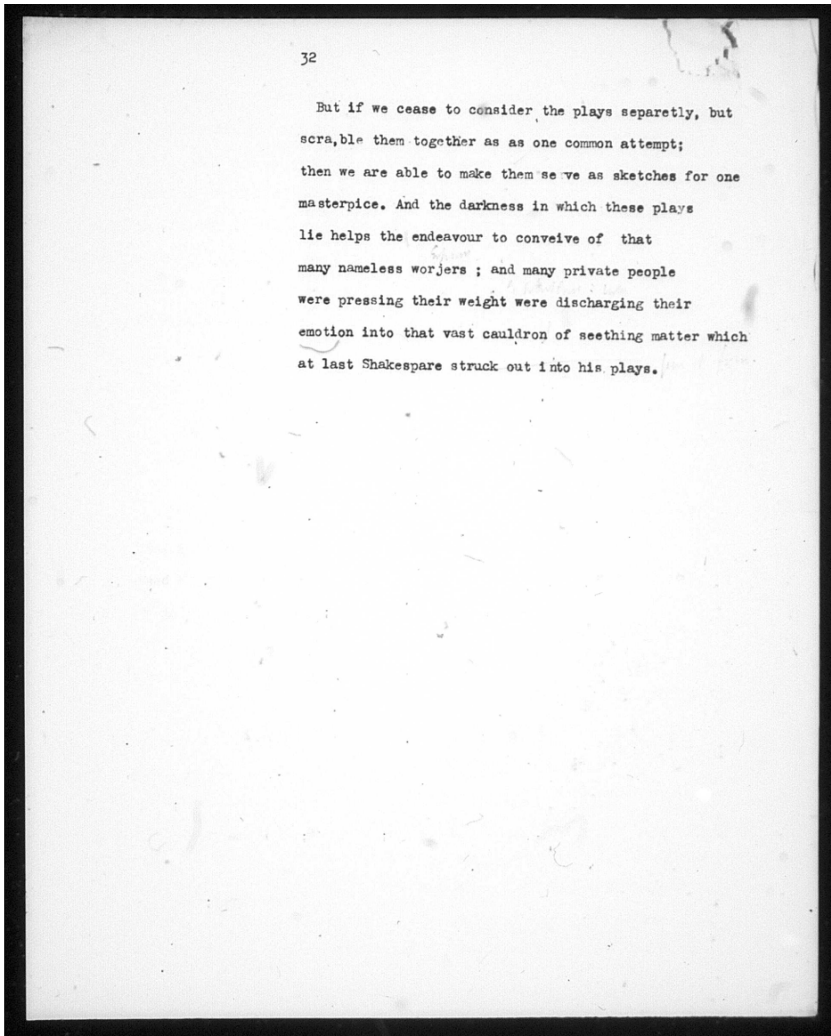 32
But if we cease to consider the plays separetly, but
scra,ble them together as as one common attempt;
then we are able to make them se ve as sketches for one
masterpice. And the darkness in which these plays
lie helps the endeavour to conveive of that
many nameless worjers ; and many private people
were pressing their weight were discharging their
emotion into that vast cauldron of seething matter which
at last Shakespare struck out into his plays.